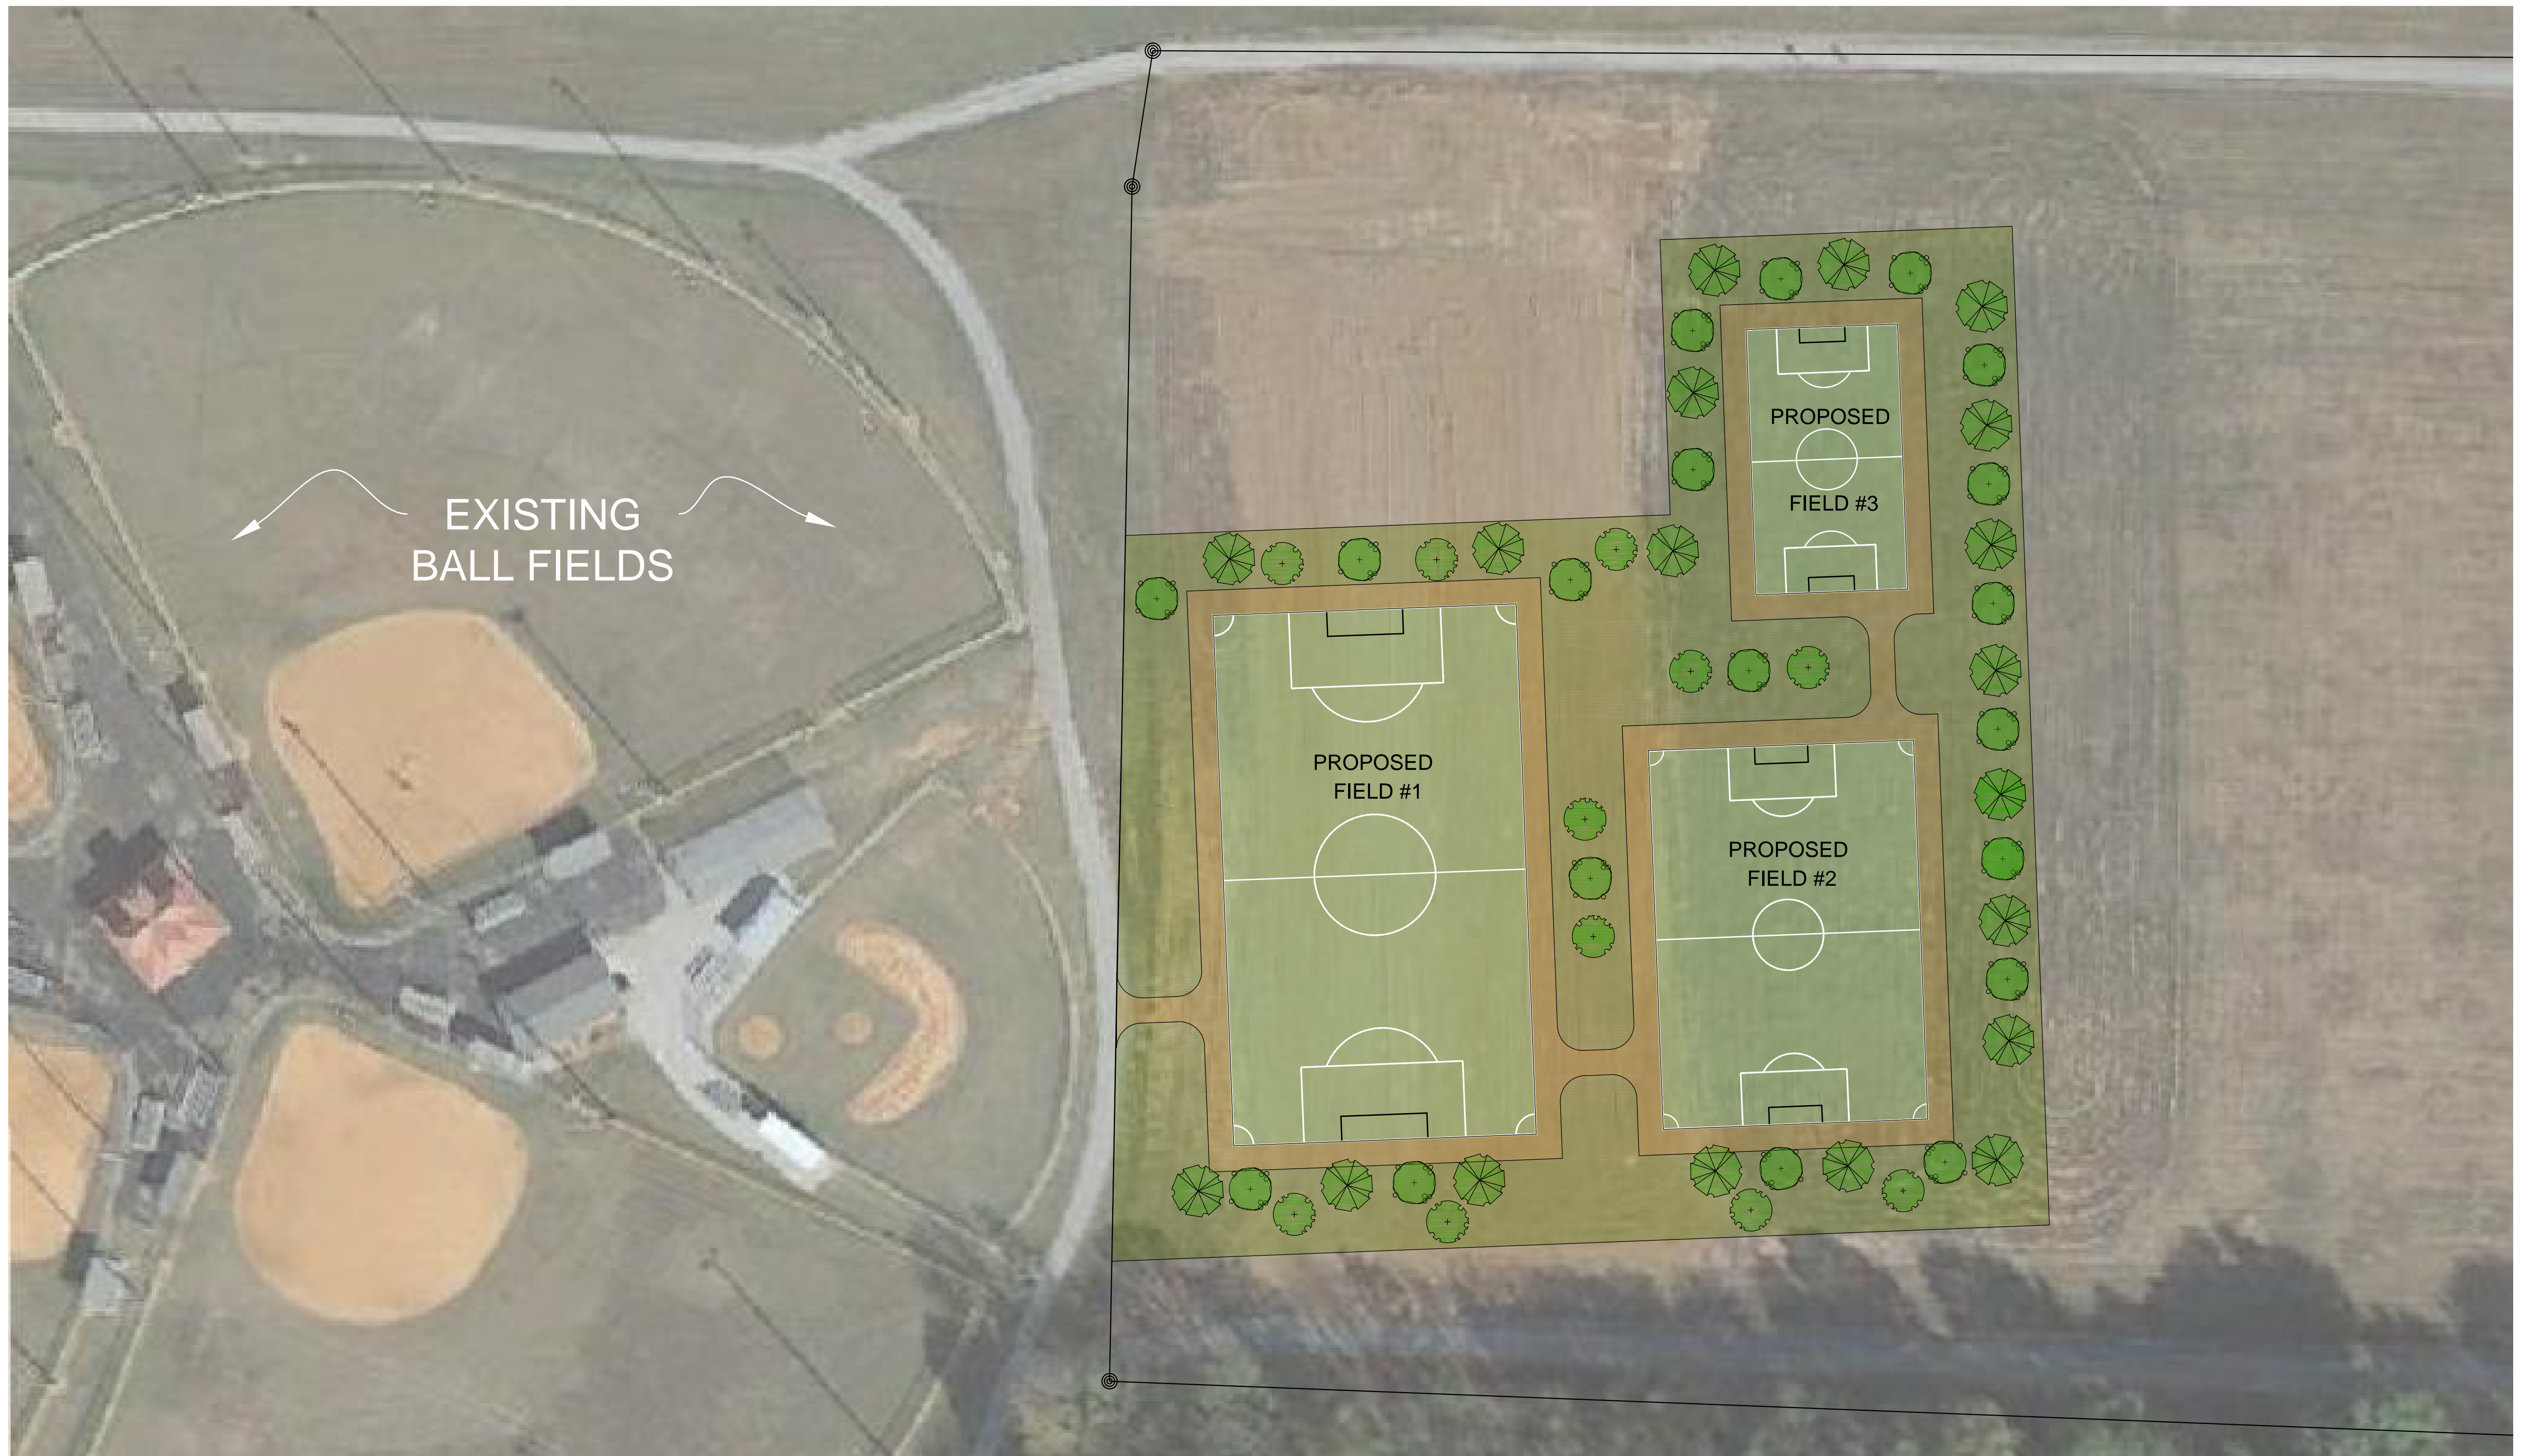 EXISTING
BALL FIELDS
PROPOSED
FIELD #3
PROPOSED
FIELD #1
PROPOSED
FIELD #2